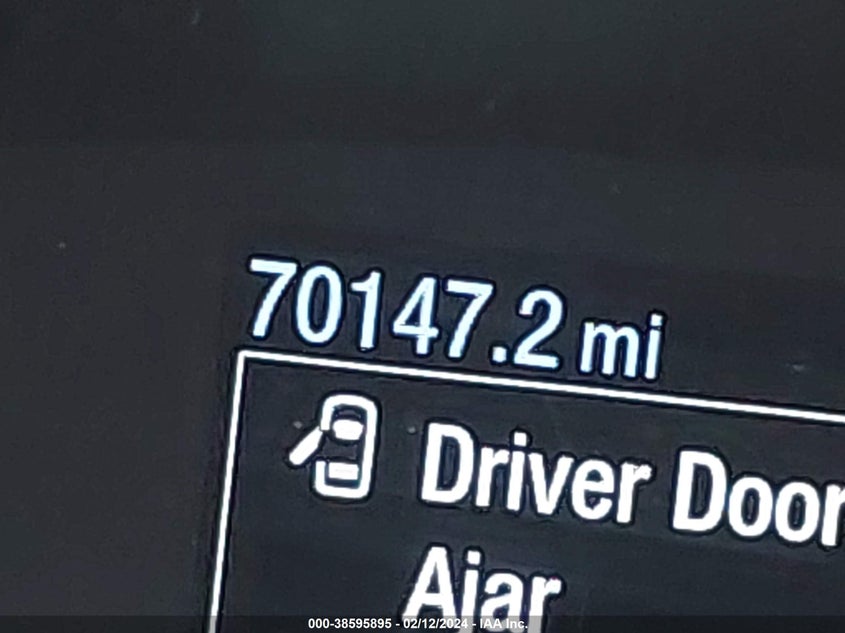 70147.2 mi
Driver Door
Ajar
000-38595895 - 02/12/2024 - IAA Inc.